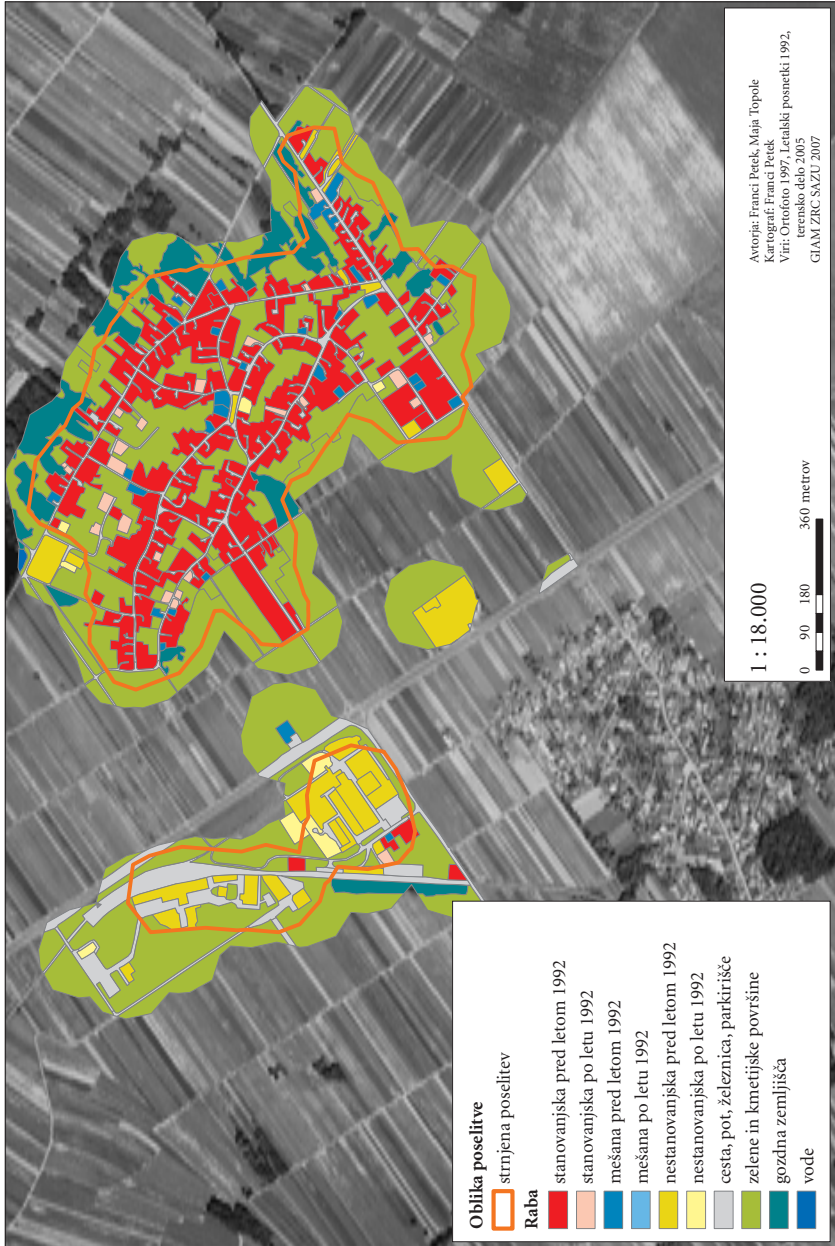 Oblika poselitve
strnjena poselitev
Raba
stanovanjska pred letom 1992
stanovanjska po letu 1992
mešana pred letom 1992
mešana po letu 1992
nestanovanjska pred letom 1992
nestanovanjska po letu 1992
cesta, pot, železnica, parkirišče
zelene in kmetijske površine
gozdna zemljišča
vode
1 : 18.000
0 90 180 360 metrov
Avtorja: Franci Petek, Maja Topole
Kartograf: Franci Petek
Viri: Ortofoto 1997, Letalski posnetki 1992,
terensko delo 2005
GIAM ZRC SAZU 2007